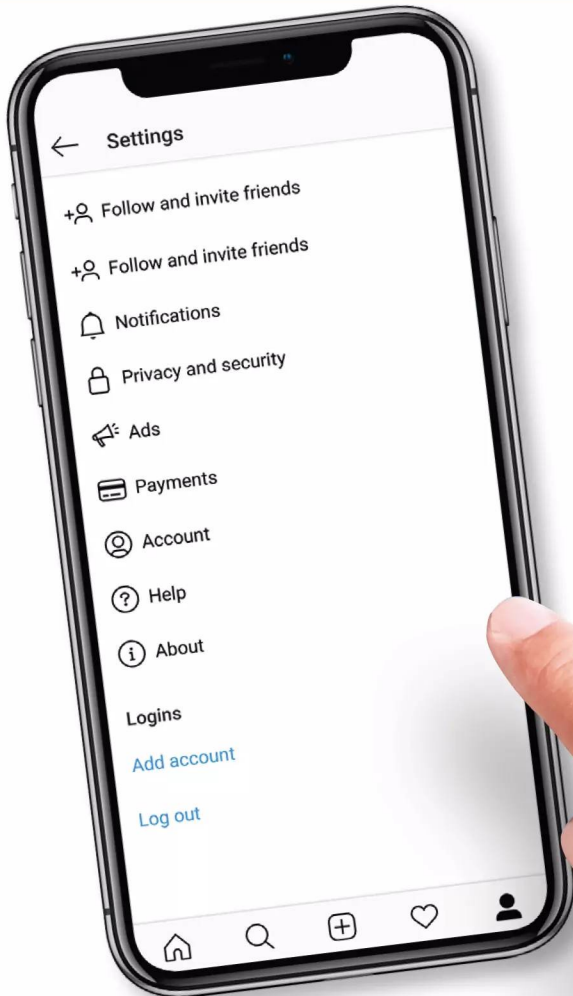 Settings
Follow and invite friends
Follow and invite friends
Notifications
Privacy and security
Ads
Payments
Account
Help
About
Logins
Add account
Log out